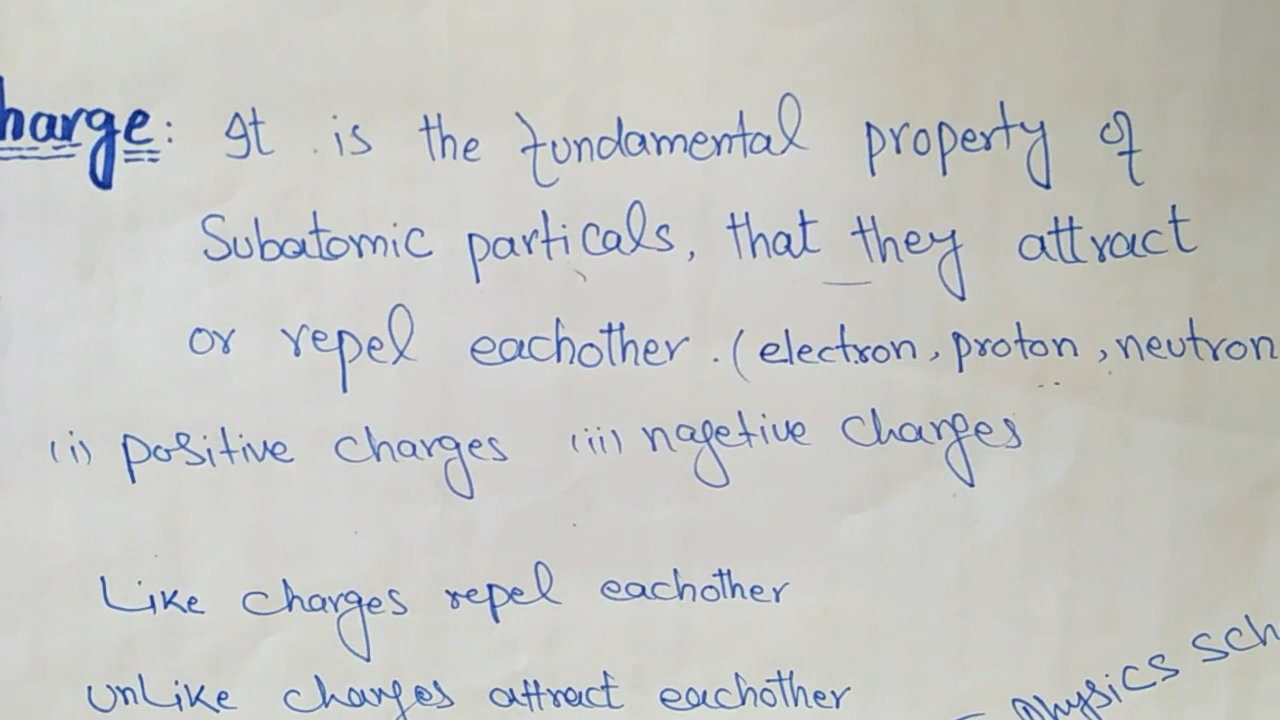 harge: It is the fundamental property of
Subatomic particals, that they attract
or repel eachother. (electron, proton, neutron
(i) positive charges (ii) nagetive charges
Like charges repel eachother
UnLike charges attract eachother
- Physics Sch